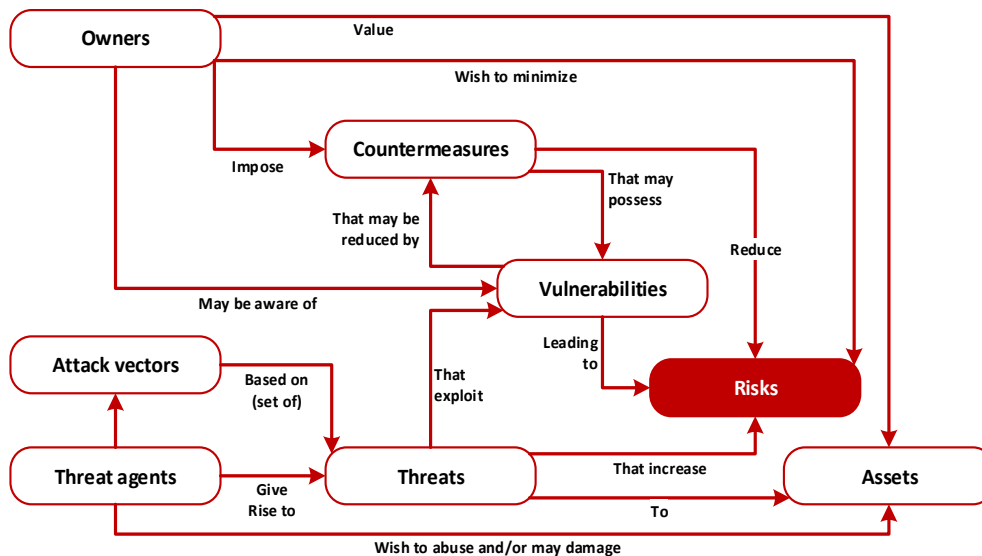 Owners
Value
Wish to minimize
Countermeasures
Impose
That may
possess
That may be
reduced by
Reduce
Vulnerabilities
May be aware of
Leading
to
Attack vectors
Based on
(set of)
That
exploit
Risks
Threat agents
Give
Rise to
Threats
That increase
Assets
To
Wish to abuse and/or may damage